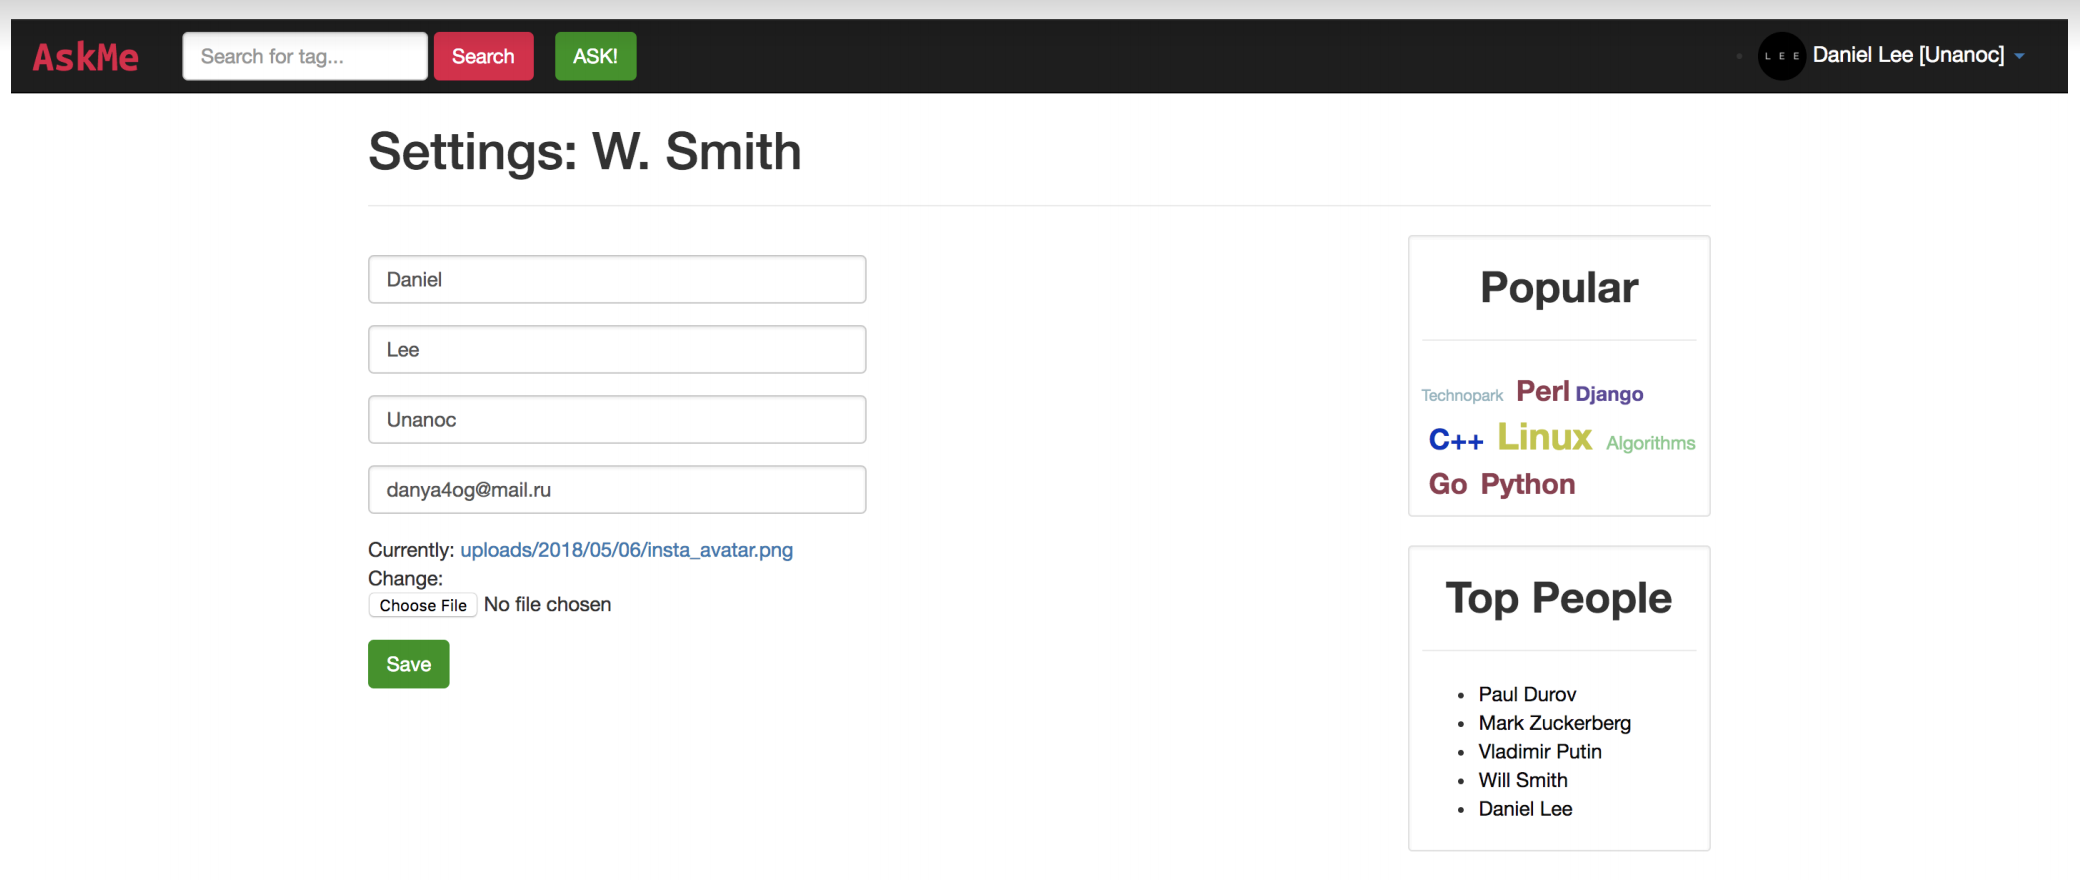 AskMe Search for tag... Search ASK! LEE Daniel Lee [Unanoc]
Settings: W. Smith
Daniel
Lee
Unanoc
danya4og@mail.ru
Currently: uploads/2018/05/06/insta_avatar.png
Change:
Choose File No file chosen
Save
Popular
Technopark Perl Django
C++ Linux Algorithms
Go Python
Top People
Paul Durov
Mark Zuckerberg
Vladimir Putin
Will Smith
Daniel Lee